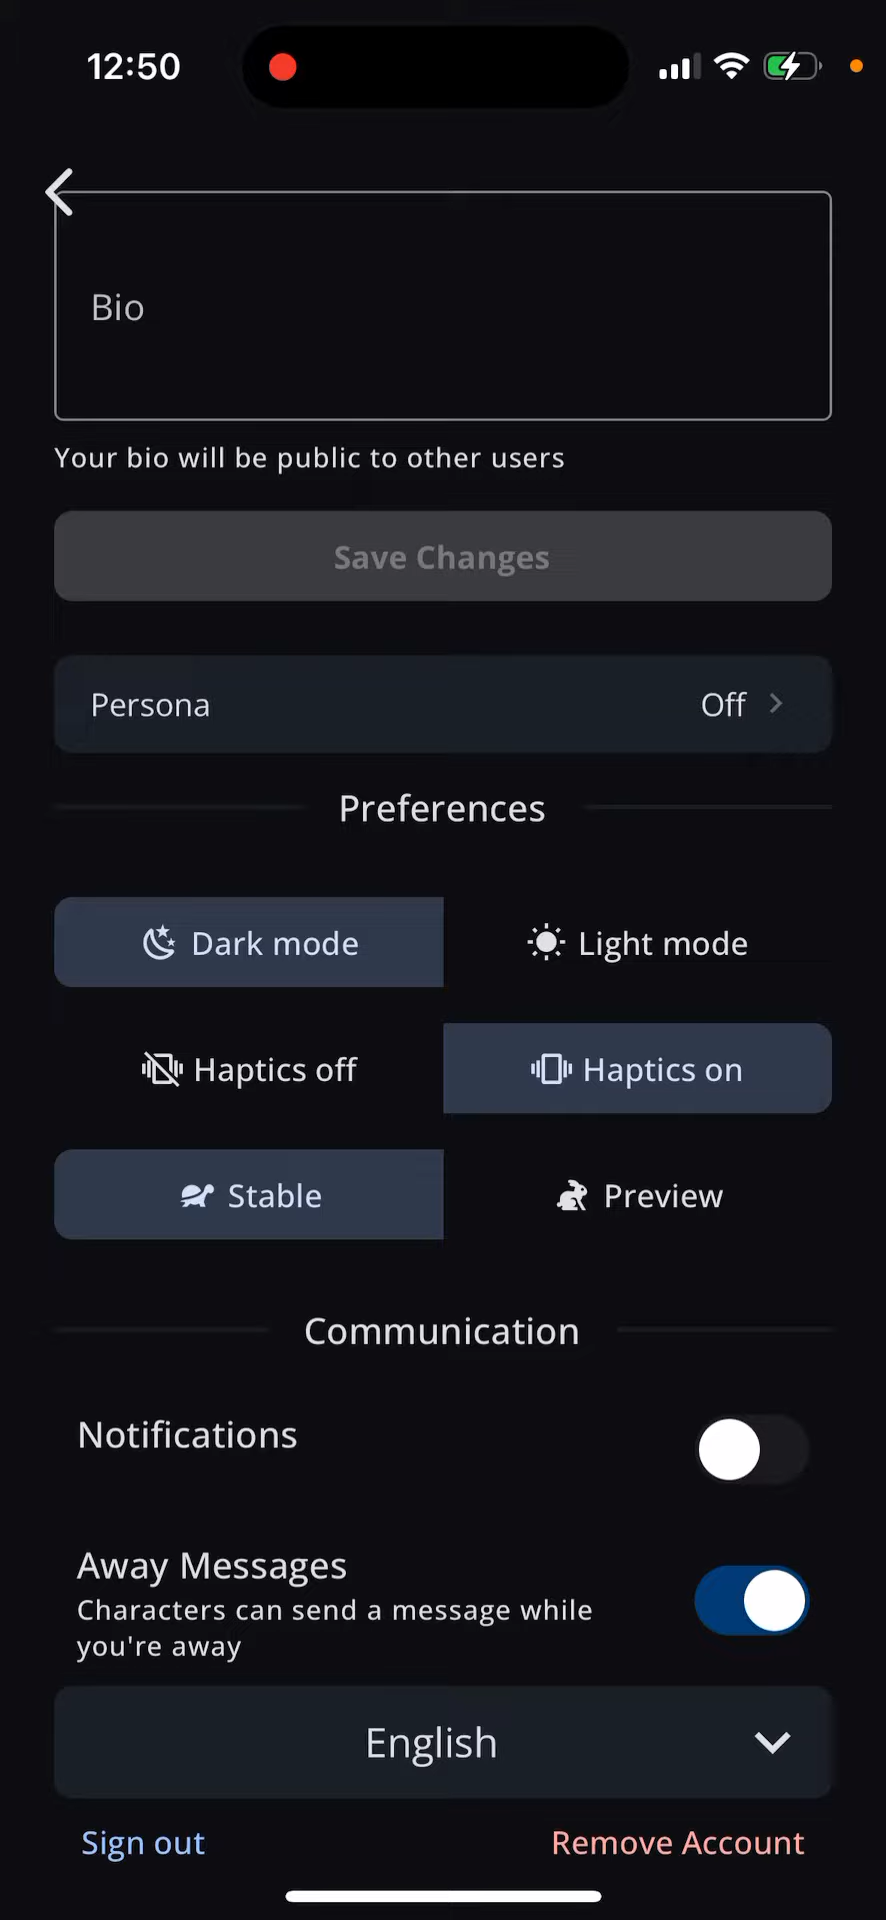 12:50
Bio
Your bio will be public to other users
Save Changes
Persona
Off
Preferences
Dark mode
Light mode
Haptics off
Haptics on
Stable
Preview
Communication
Notifications
Away Messages
Characters can send a message while
you're away
English
Sign out
Remove Account